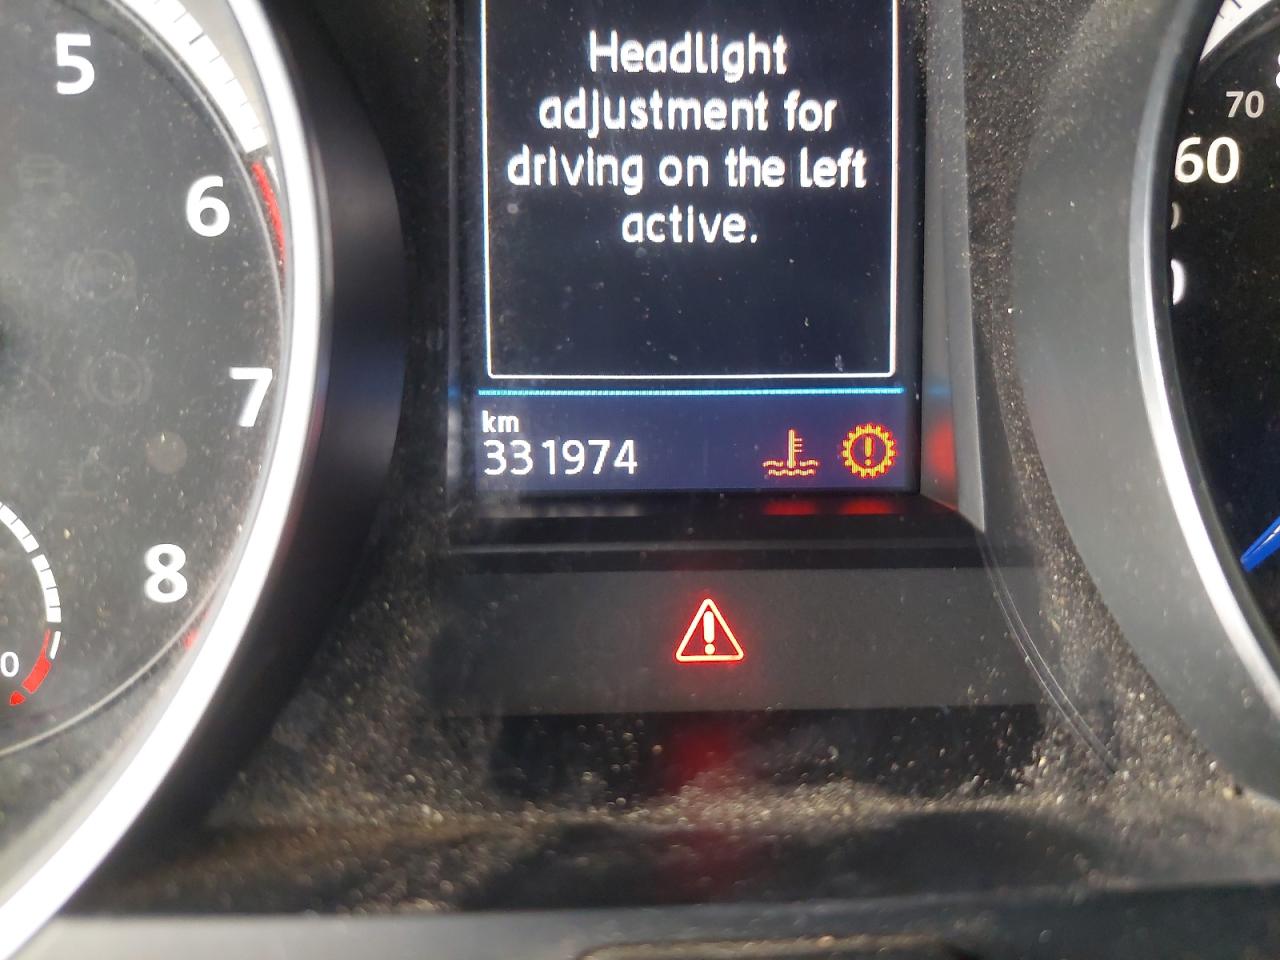 Headlight
adjustment for
driving on the left
active.
km
331974
5
6
7
8
70
60